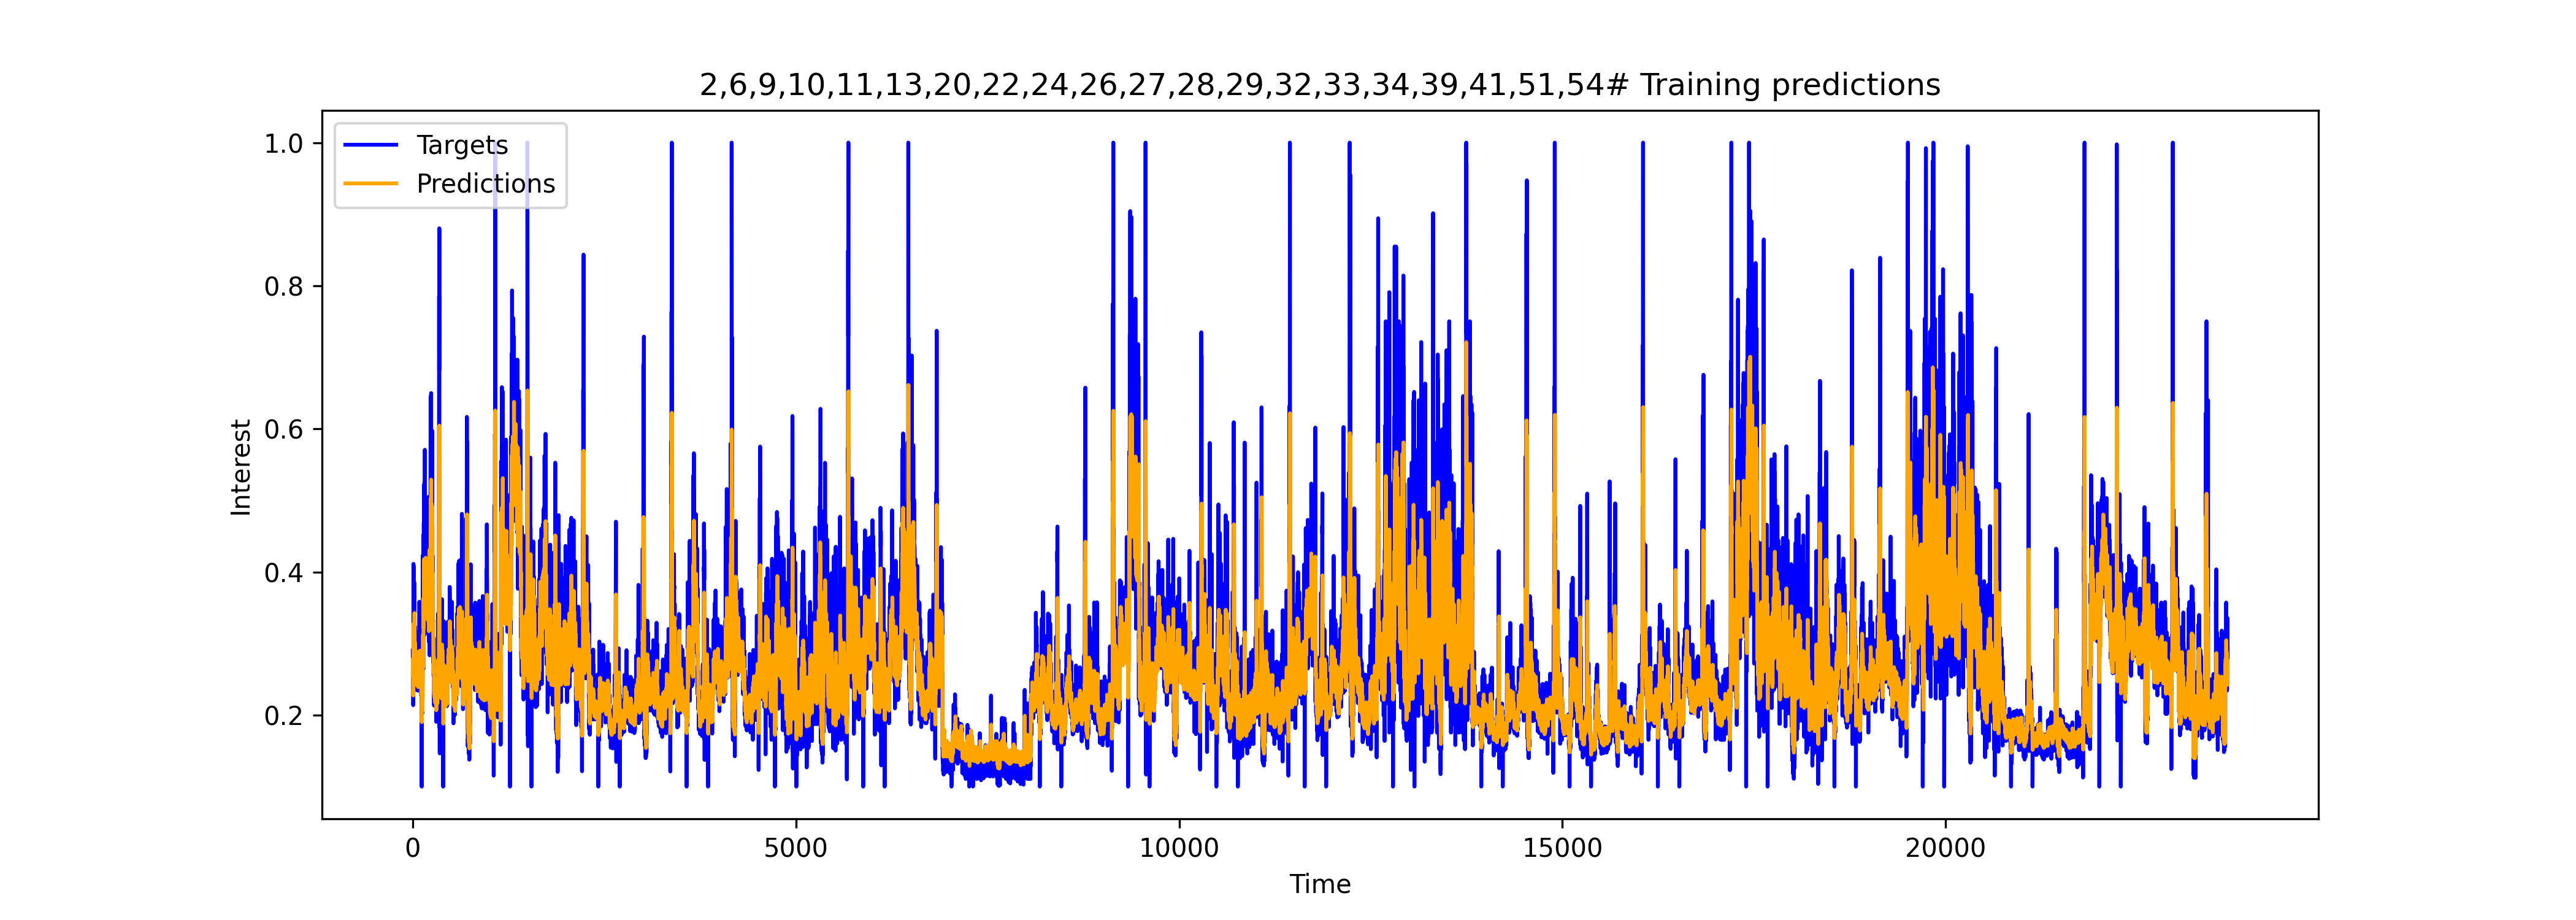 2,6,9,10,11,13,20,22,24,26,27,28,29,32,33,34,39,41,51,54# Training predictions
Targets
Predictions
1.0
0.8
0.6
0.4
0.2
Interest
0
5000
10000
15000
20000
Time